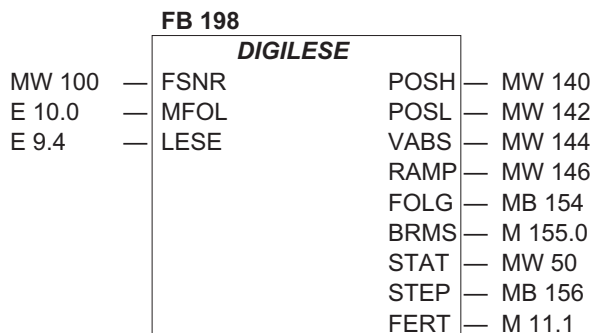 FB 198
DIGILESE
MW 100 — FSNR POSH — MW 140
E 10.0 — MFOL POSL — MW 142
E 9.4 — LESE VABS — MW 144
RAMP — MW 146
FOLG — MB 154
BRMS — M 155.0
STAT — MW 50
STEP — MB 156
FERT — M 11.1